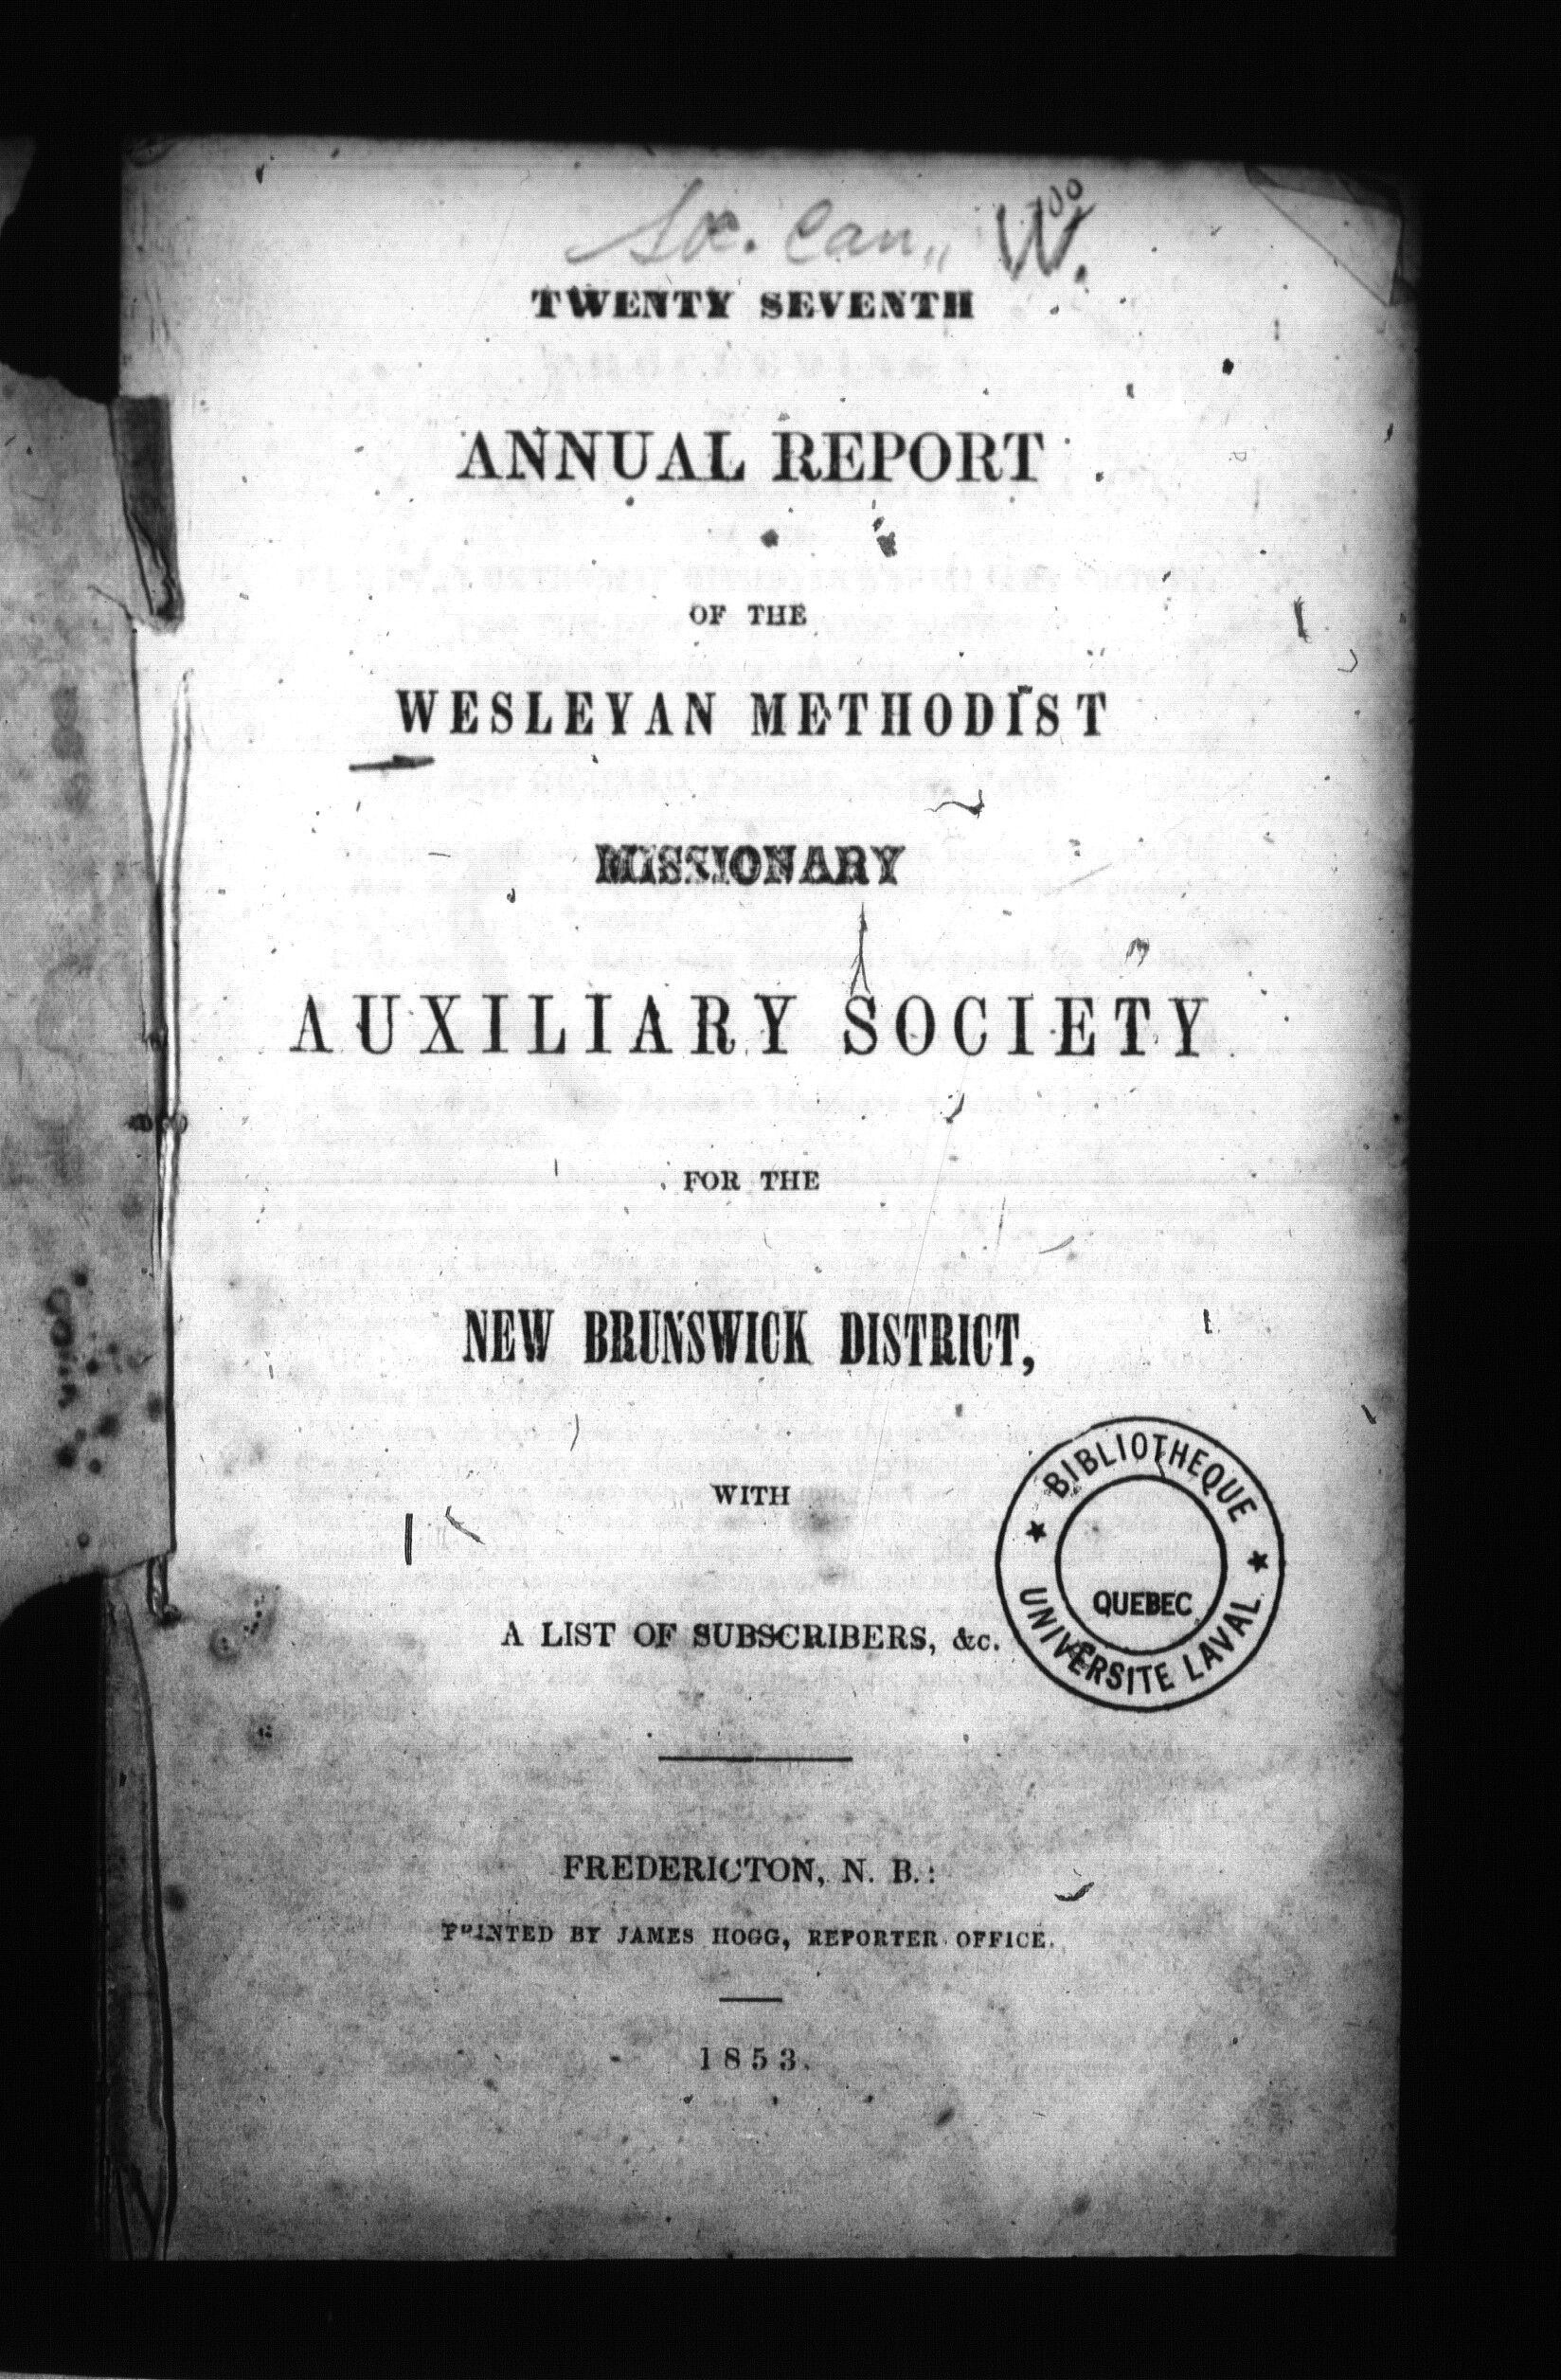 Soc. Can.
TWENTY SEVENTH
ANNUAL REPORT
OF THE
WESLEYAN METHODIST
MISSIONARY
AUXILIARY SOCIETY
FOR THE
NEW BRUNSWICK DISTRICT,
WITH
A LIST OF SUBSCRIBERS, &c.
BIBLIOTHEQUE
QUEBEC
UNIVERSITE LAVAL
FREDERICTON, N. B.:
PRINTED BY JAMES HOGG, REPORTER OFFICE.
1853.